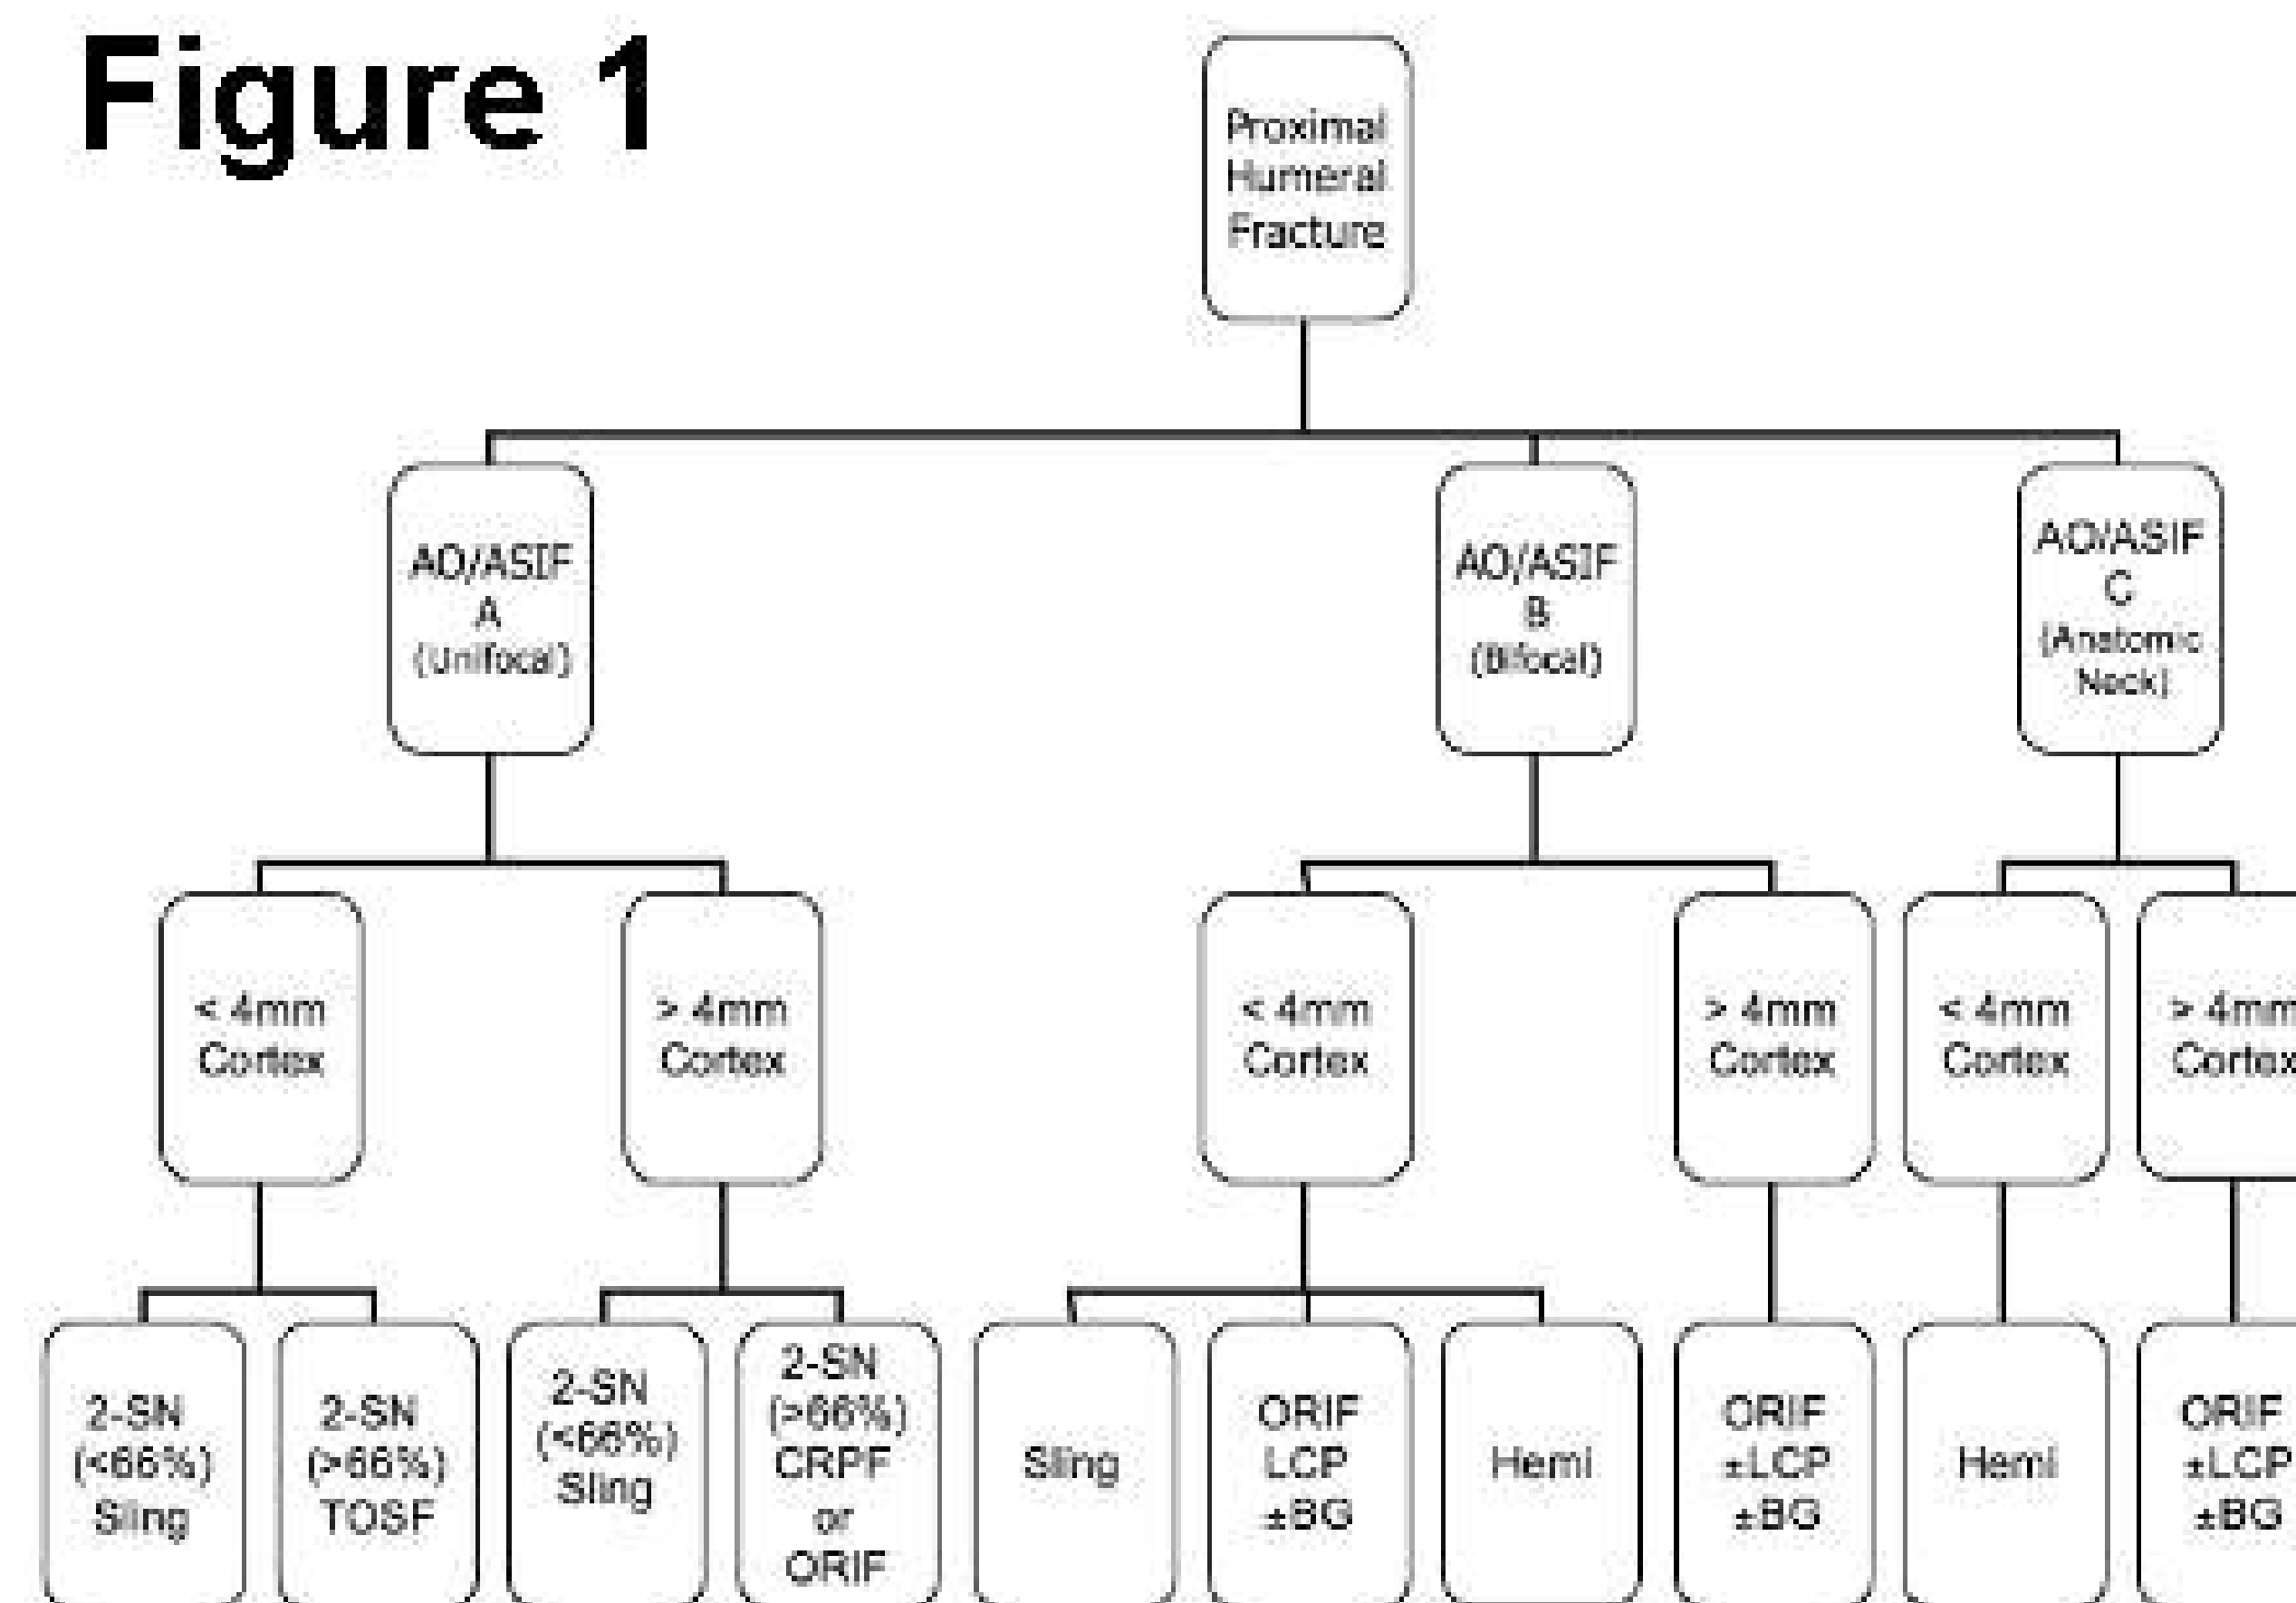 Figure 1
Proximal
Humeral
Fracture
AO/ASIF
A
(Unifocal)
AO/ASIF
B
(Bifocal)
AO/ASIF
C
(Anatomic
Neck)
< 4mm
Cortex
> 4mm
Cortex
< 4mm
Cortex
> 4mm
Cortex
< 4mm
Cortex
> 4mm
Cortex
2-SN
(<66%)
Sling
2-SN
(>66%)
TOSF
2-SN
(<66%)
Sling
2-SN
(>66%)
CRPF
or
ORIF
Sling
ORIF
LCP
±BG
Hemi
ORIF
±LCP
±BG
Hemi
ORIF
±LCP
±BG